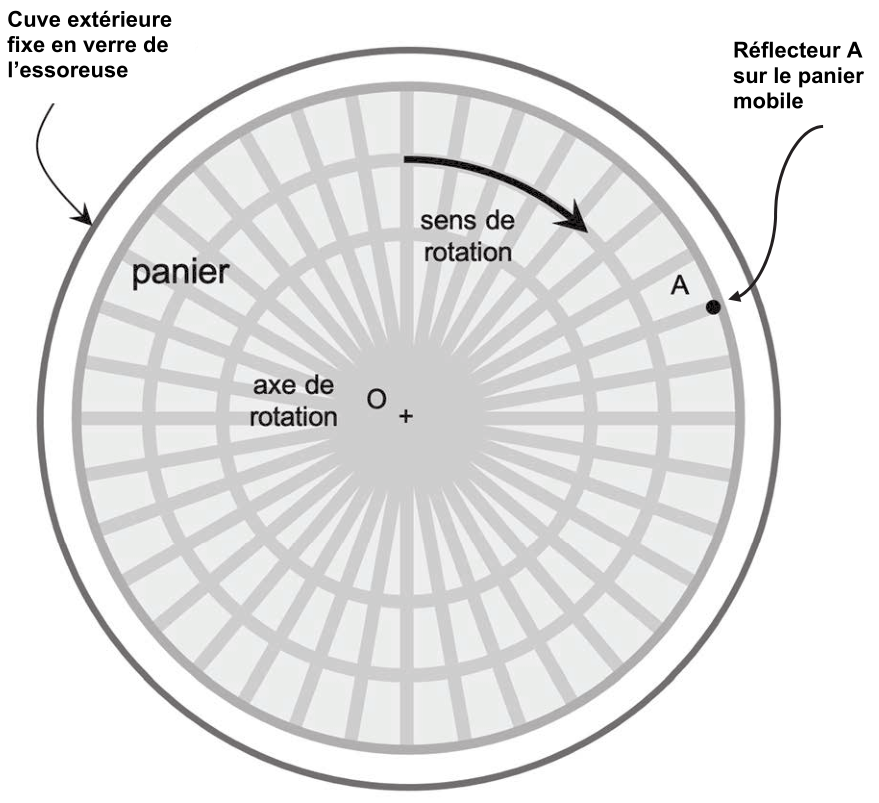 Cuve extérieure
fixe en verre de
l’essoreuse
Réflecteur A
sur le panier
mobile
sens de
rotation
panier
A
axe de
rotation
O
+